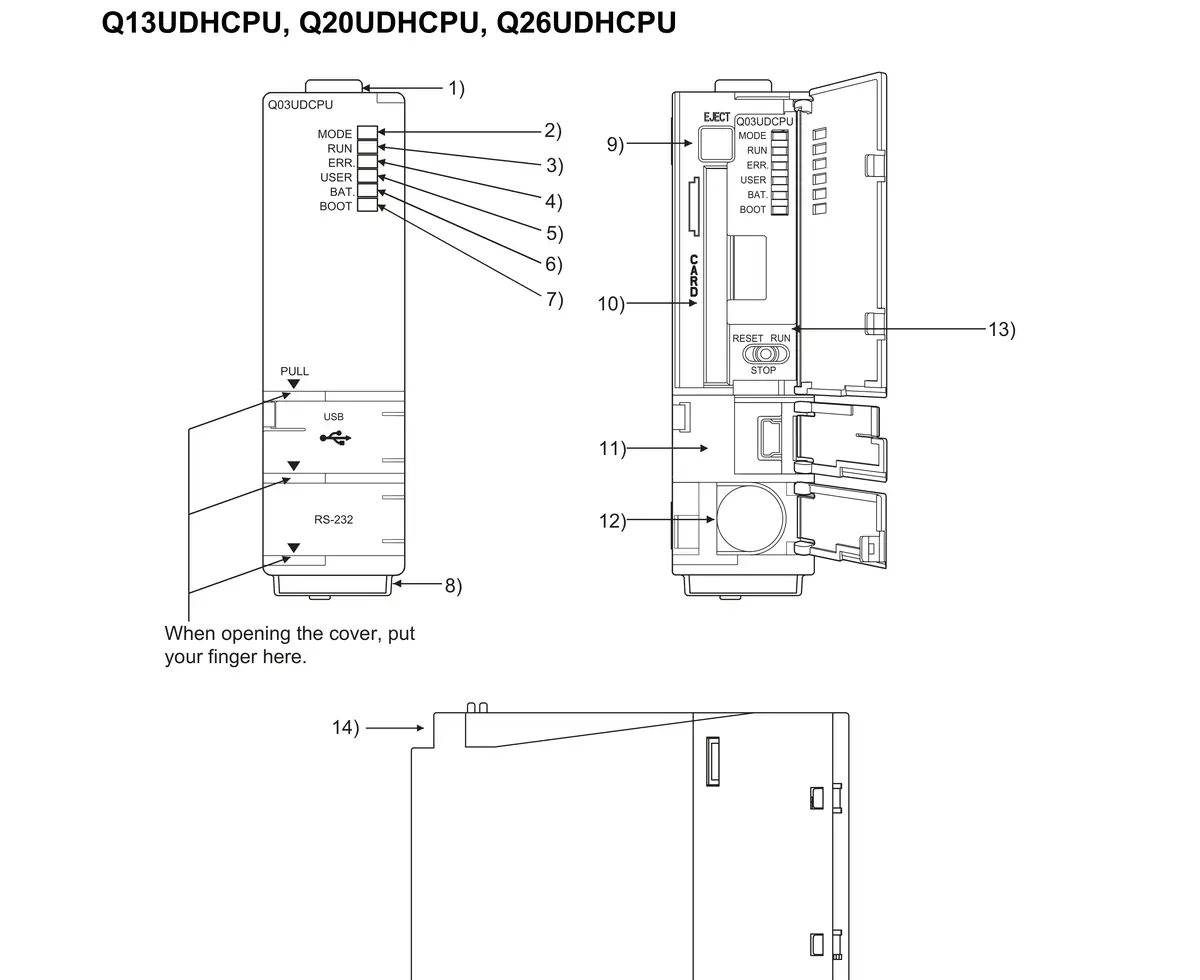 Q13UDHCPU, Q20UDHCPU, Q26UDHCPU
1)
Q03UDCPU
MODE
RUN
ERR.
USER
BAT.
BOOT
2)
3)
4)
5)
6)
7)
PULL
USB
RS-232
8)
When opening the cover, put
your finger here.
EJECT
Q03UDCPU
MODE
RUN
ERR.
USER
BAT.
BOOT
9)
CARD
10)
RESET RUN
STOP
13)
11)
12)
14)